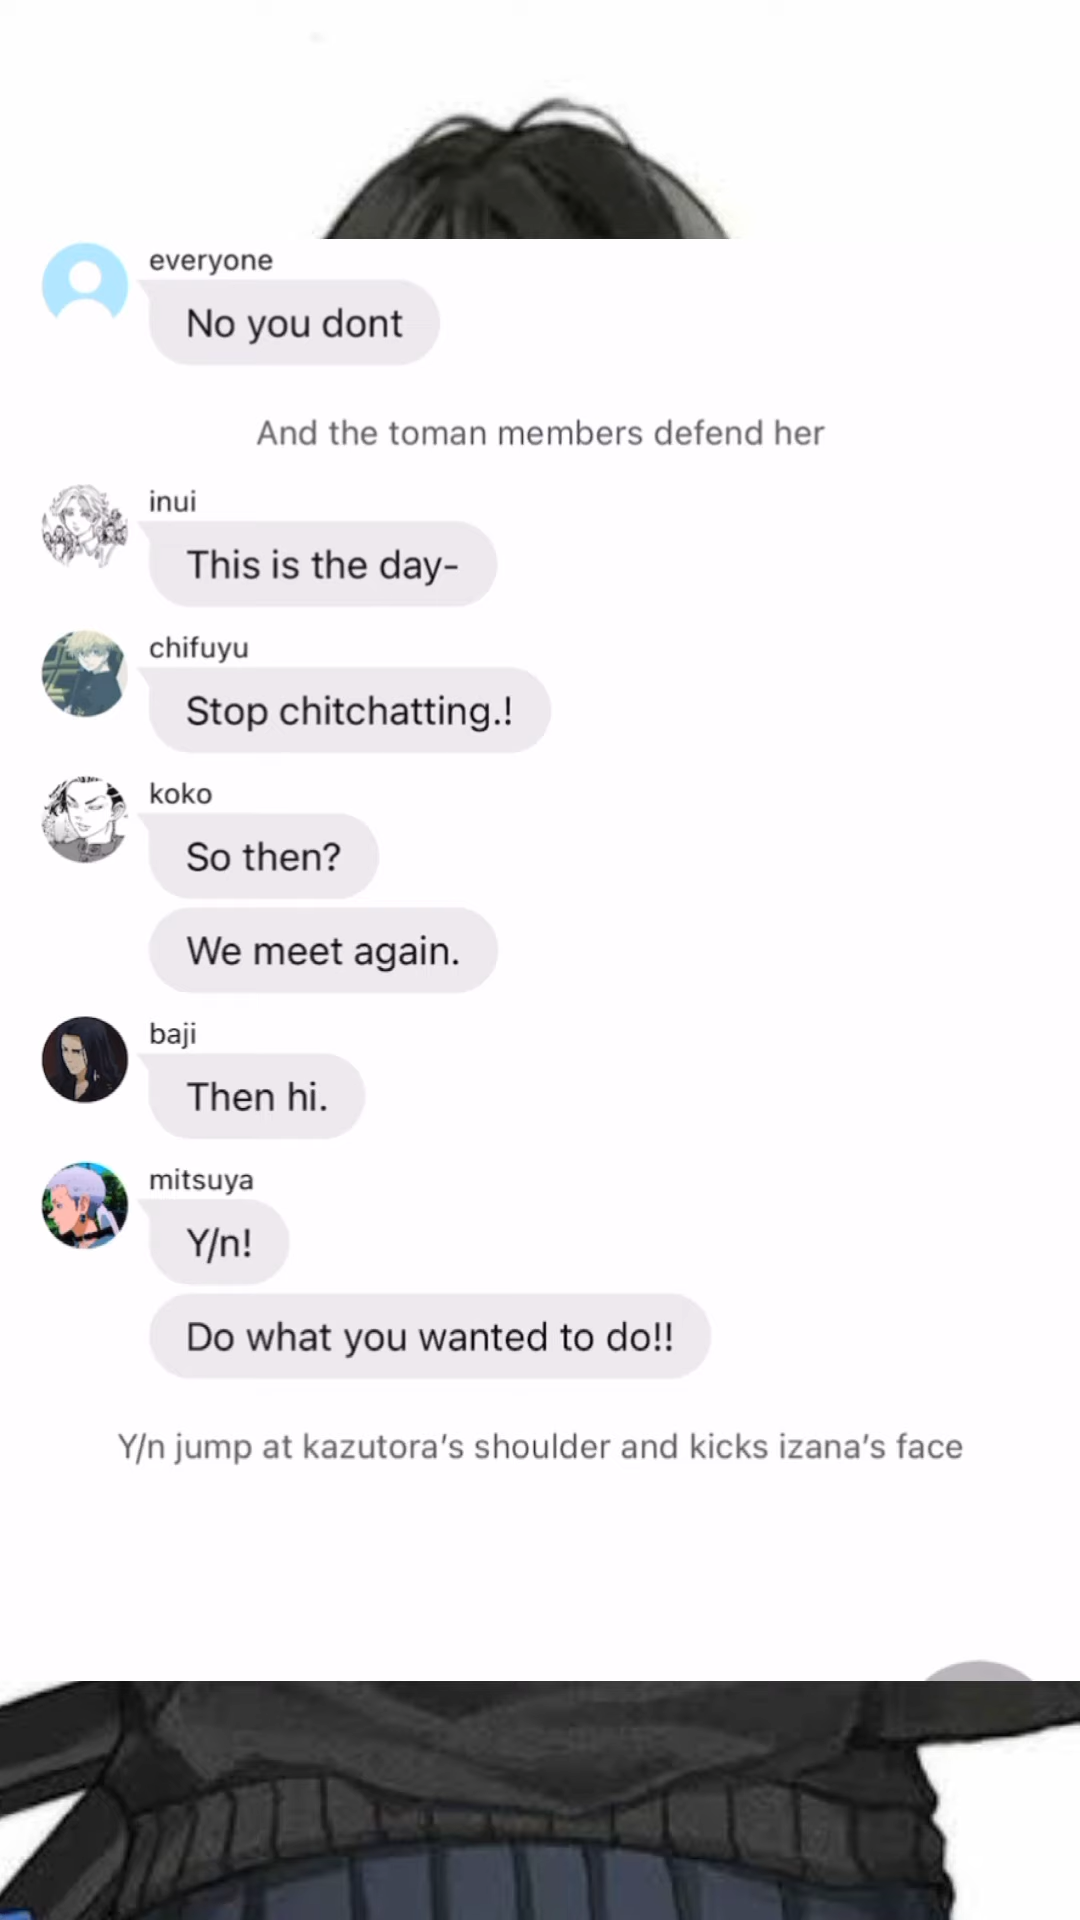 everyone
No you dont
And the toman members defend her
inui
This is the day-
chifuyu
Stop chitchatting.!
koko
So then?
We meet again.
baji
Then hi.
mitsuya
Y/n!
Do what you wanted to do!!
Y/n jump at kazutora’s shoulder and kicks izana’s face